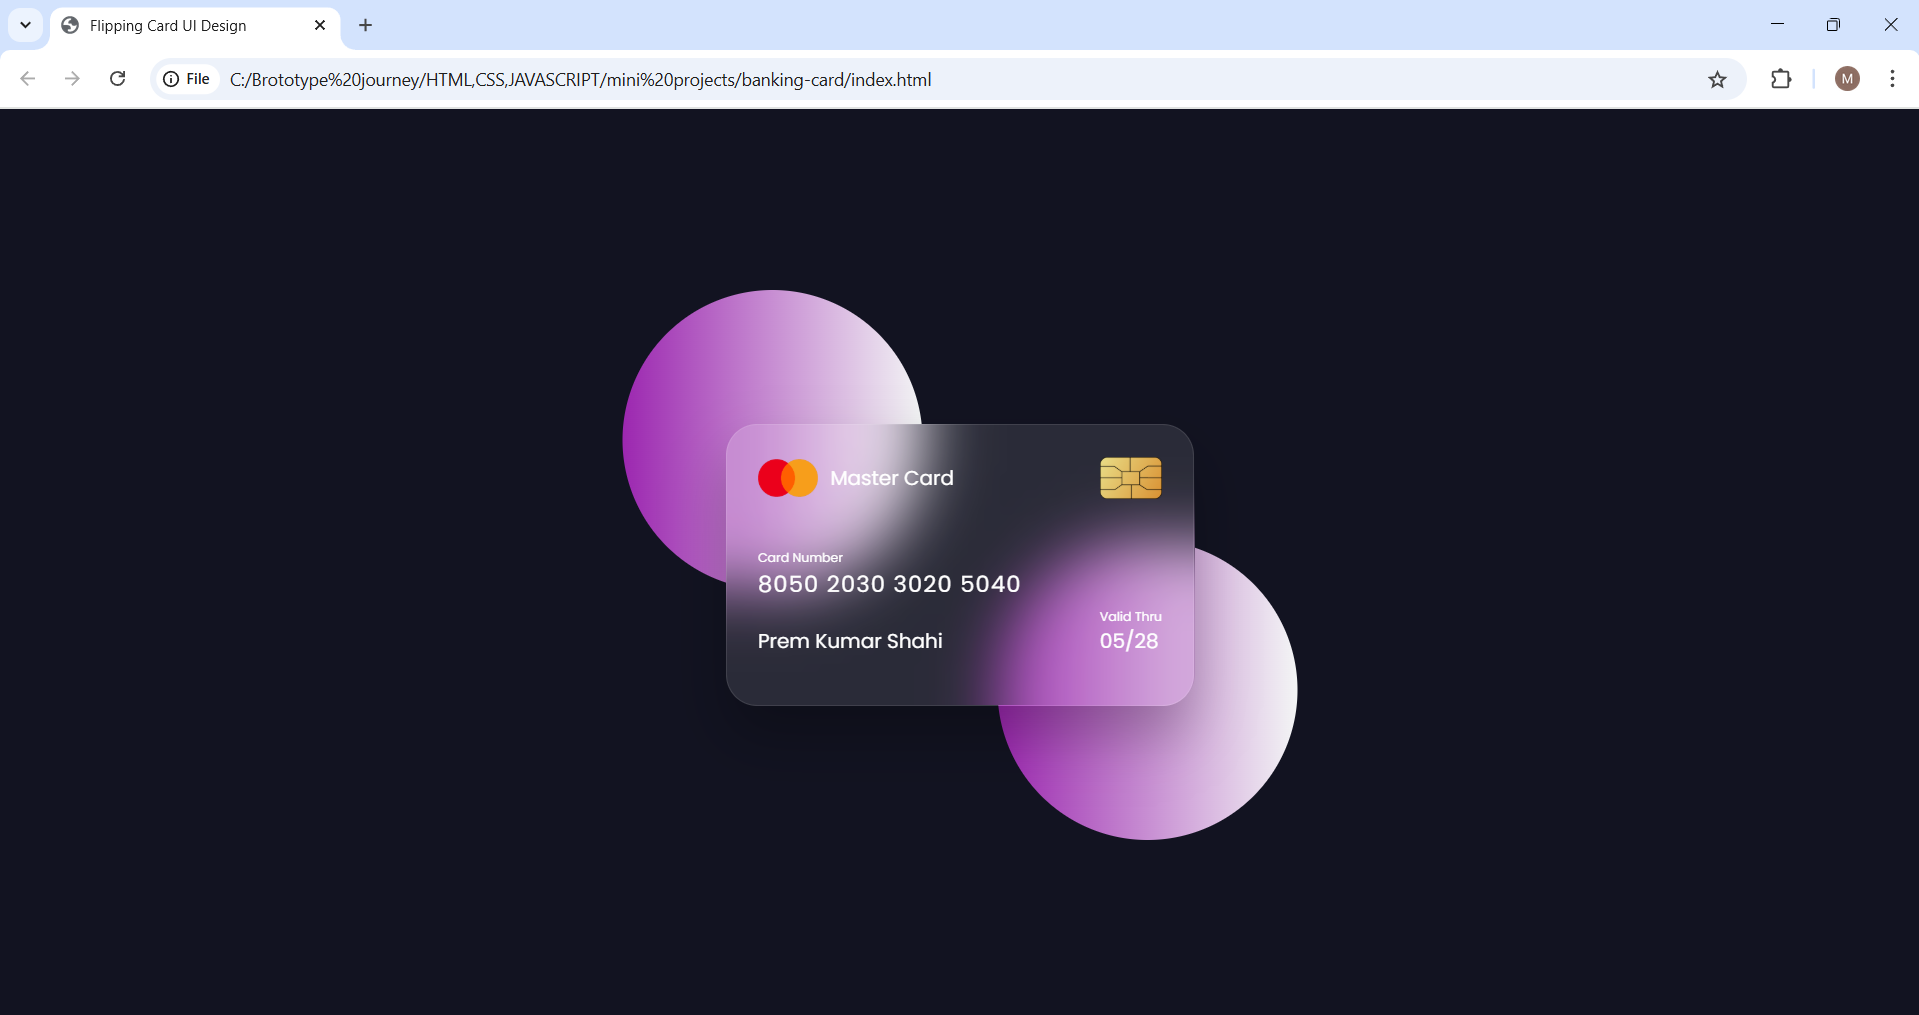 Flipping Card UI Design
File
C:/Brototype%20journey/HTML,CSS,JAVASCRIPT/mini%20projects/banking-card/index.html
M
Master Card
Card Number
8050 2030 3020 5040
Valid Thru
Prem Kumar Shahi
05/28